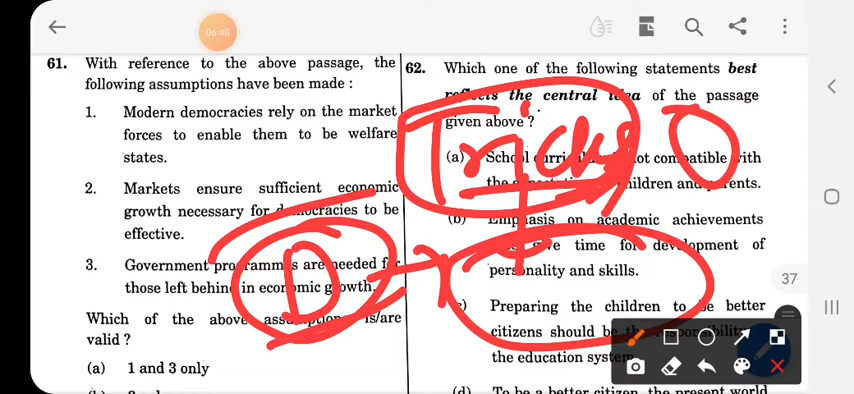 06:40
61. With reference to the above passage, the
following assumptions have been made :
1. Modern democracies rely on the market
forces to enable them to be welfare
states.
2. Markets ensure sufficient economic
growth necessary for democracies to be
effective.
3. Government programmes are needed for
those left behind in economic growth.
Which of the above assumptions is/are
valid ?
(a) 1 and 3 only
62. Which one of the following statements best
reflects the central idea of the passage
given above ?
(a) School curriculum not compatible with
the children and parents.
(b) Emphasis on academic achievements
give time for development of
personality and skills.
Preparing the children to be better
citizens should be the responsibility
the education system
(d) To be a better citizen, the present world
Tricks
D
37